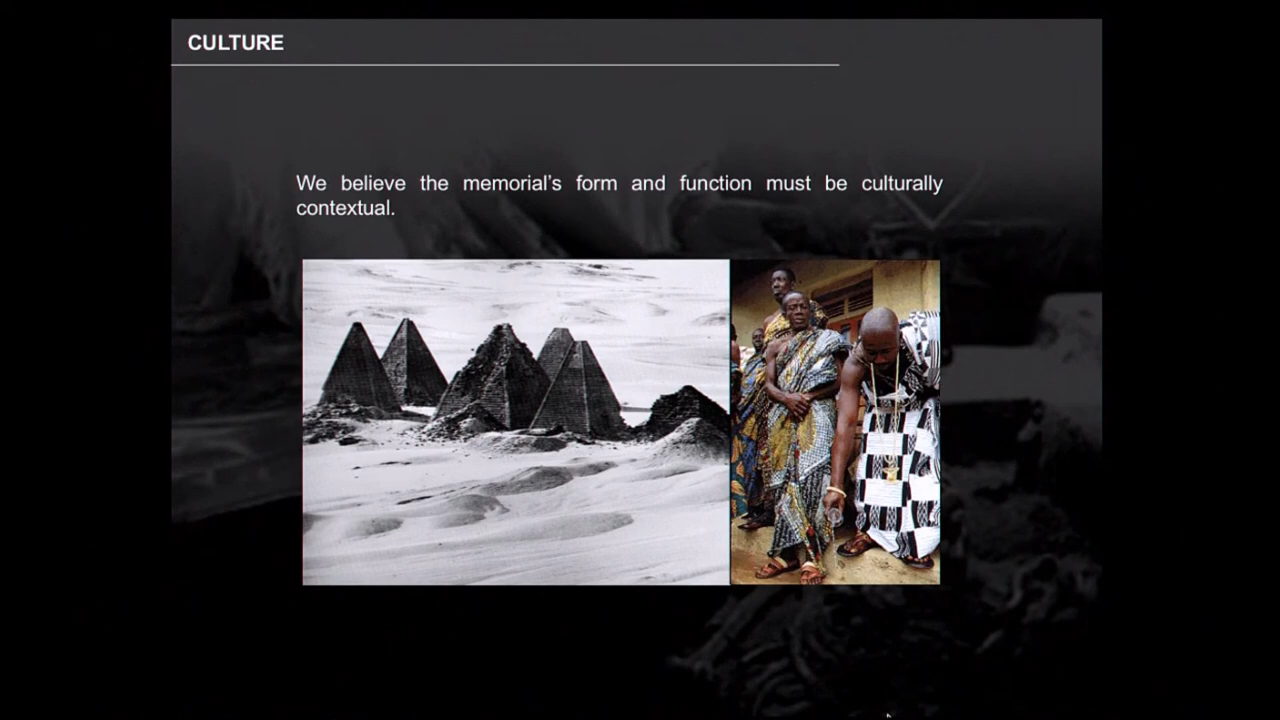 CULTURE
We believe the memorial’s form and function must be culturally
contextual.